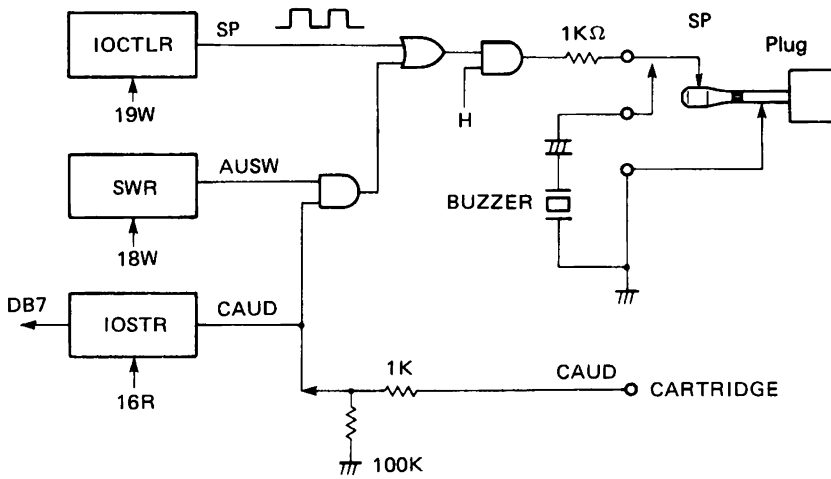 IOCTLR
SP
1KΩ
SP
Plug
19W
H
SWR
AUSW
BUZZER
18W
DB7
IOSTR
CAUD
16R
1K
CAUD
CARTRIDGE
100K